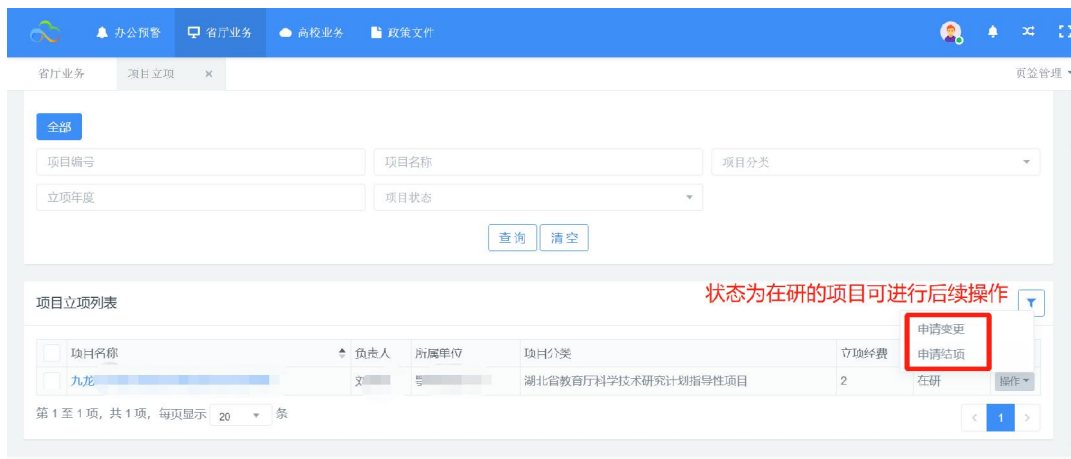 办公预警 省厅业务 高校业务 政策文件
省厅业务 项目立项 × 页签管理
全部
项目编号 项目名称 项目分类
立项年度 项目状态
查询 清空
状态为在研的项目可进行后续操作
项目立项列表
申请变更
项目名称 负责人 所属单位 项目分类 立项经费 申请结项
九龙 湖北省教育厅科学技术研究计划指导性项目 2 在研 操作
第 1 至 1 项, 共 1 项, 每页显示 20 条
< 1 >